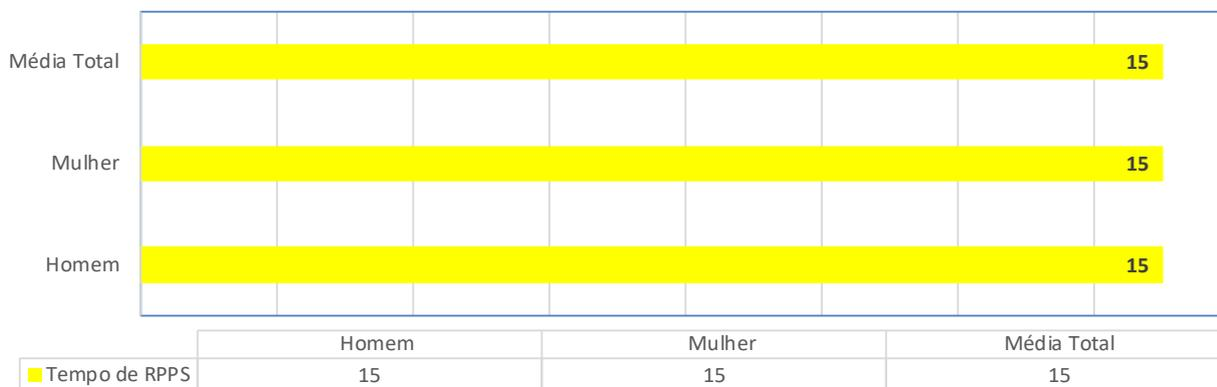 Média Total 15
Mulher 15
Homem 15
Homem Mulher Média Total
Tempo de RPPS 15 15 15